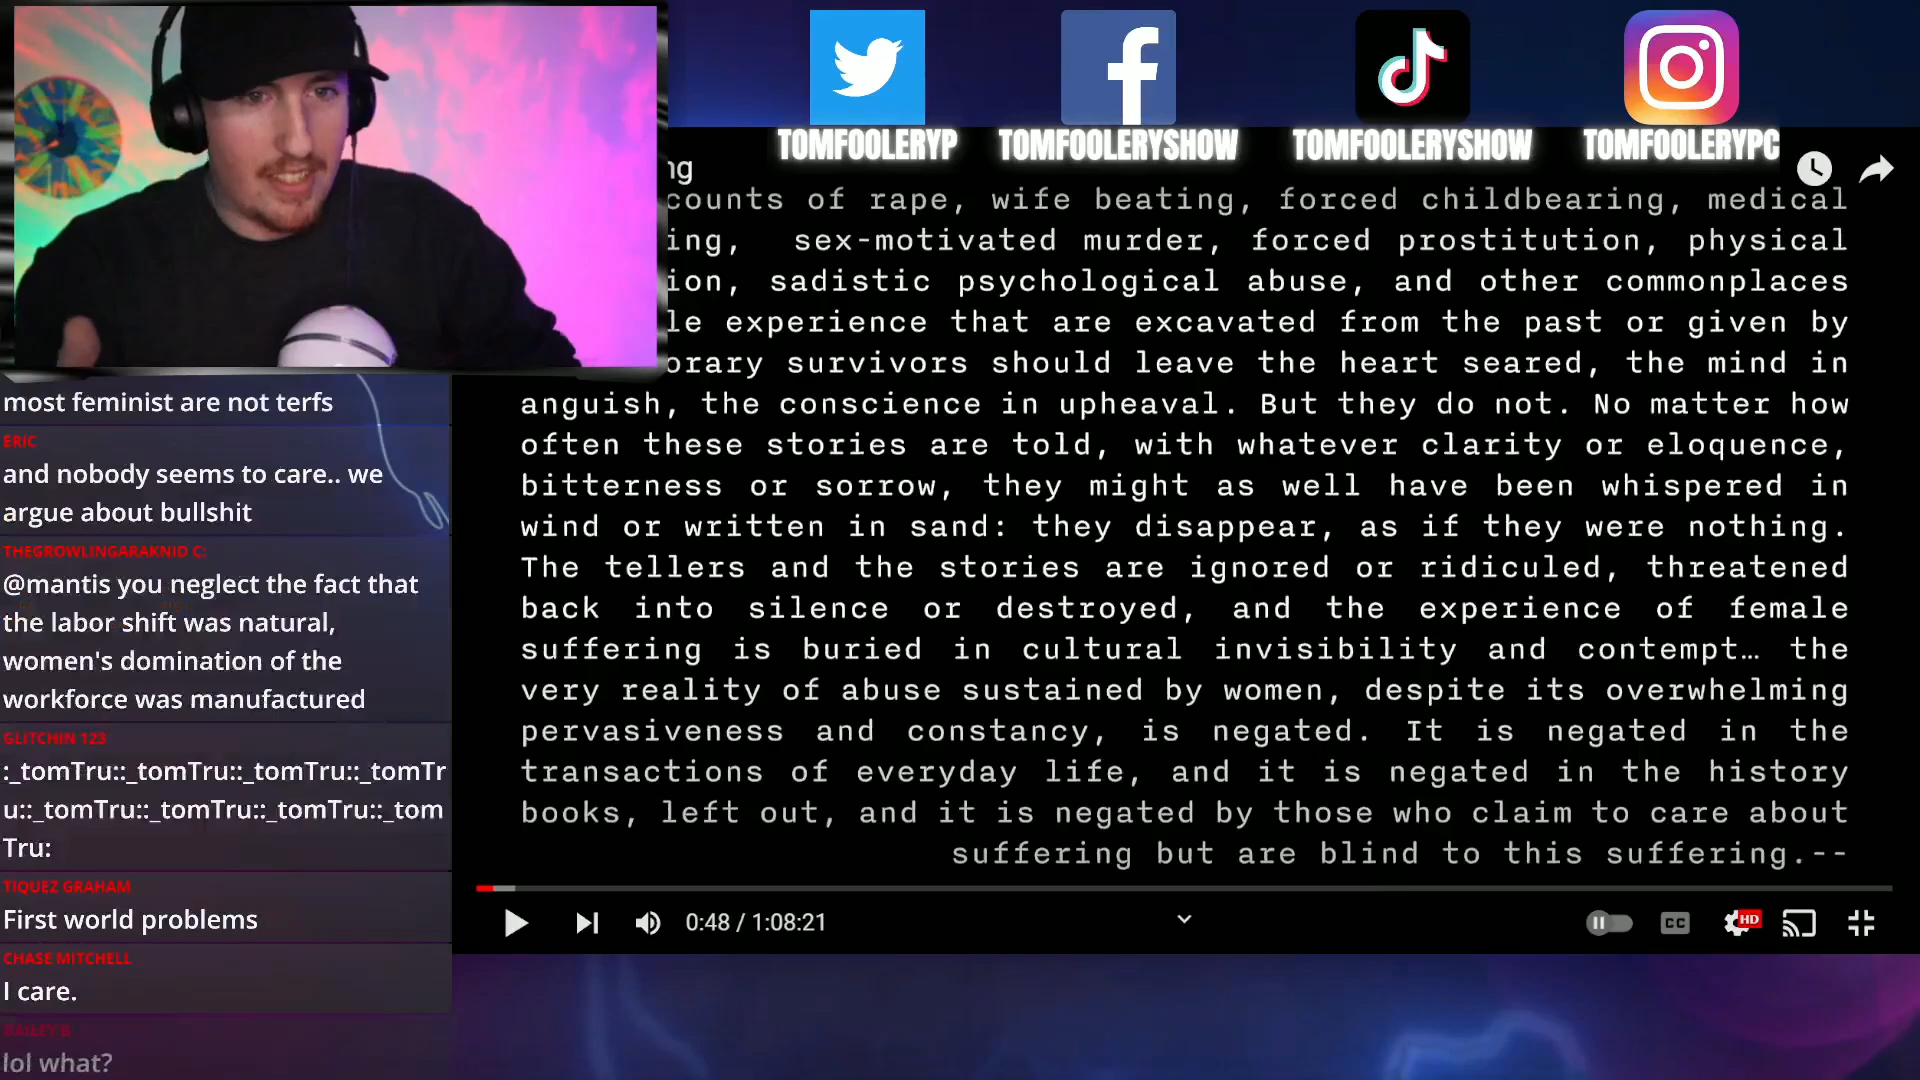 TOMFOOLERYP
TOMFOOLERYSHOW
TOMFOOLERYSHOW
TOMFOOLERYPC
ng
counts of rape, wife beating, forced childbearing, medical
ing, sex-motivated murder, forced prostitution, physical
ion, sadistic psychological abuse, and other commonplaces
le experience that are excavated from the past or given by
orary survivors should leave the heart seared, the mind in
anguish, the conscience in upheaval. But they do not. No matter how
often these stories are told, with whatever clarity or eloquence,
bitterness or sorrow, they might as well have been whispered in
wind or written in sand: they disappear, as if they were nothing.
The tellers and the stories are ignored or ridiculed, threatened
back into silence or destroyed, and the experience of female
suffering is buried in cultural invisibility and contempt… the
very reality of abuse sustained by women, despite its overwhelming
pervasiveness and constancy, is negated. It is negated in the
transactions of everyday life, and it is negated in the history
books, left out, and it is negated by those who claim to care about
suffering but are blind to this suffering.--
0:48 / 1:08:21
CC
HD
most feminist are not terfs
ERIC
and nobody seems to care.. we
argue about bullshit
THEGROWLINGARAKNID C:
@mantis you neglect the fact that
the labor shift was natural,
women's domination of the
workforce was manufactured
GLITCHIN 123
:_tomTru::_tomTru::_tomTru::_tomTr
u::_tomTru::_tomTru::_tomTru::_tom
Tru:
TIQUEZ GRAHAM
First world problems
CHASE MITCHELL
I care.
BAILEY B
lol what?